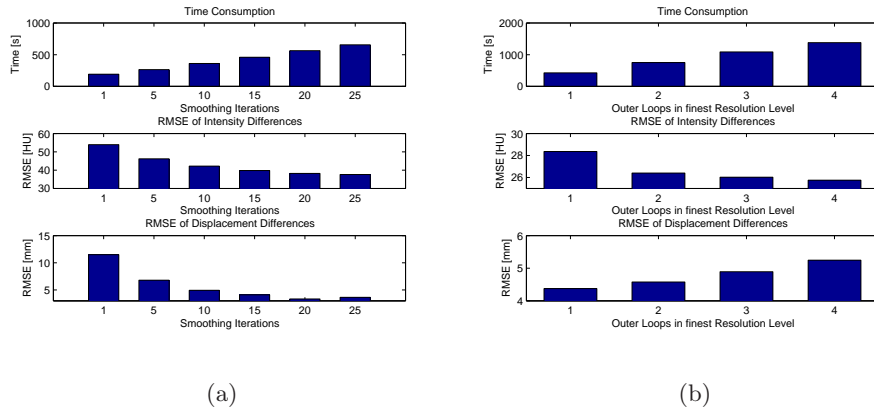 Time Consumption
1000
500
0
Time [s]
1 5 10 15 20 25
Smoothing Iterations
RMSE of Intensity Differences
60
50
40
30
RMSE [HU]
1 5 10 15 20 25
Smoothing Iterations
RMSE of Displacement Differences
15
10
5
RMSE [mm]
1 5 10 15 20 25
Smoothing Iterations
(a)
Time Consumption
2000
1000
0
Time [s]
1 2 3 4
Outer Loops in finest Resolution Level
RMSE of Intensity Differences
30
28
26
RMSE [HU]
1 2 3 4
Outer Loops in finest Resolution Level
RMSE of Displacement Differences
6
5
4
RMSE [mm]
1 2 3 4
Outer Loops in finest Resolution Level
(b)